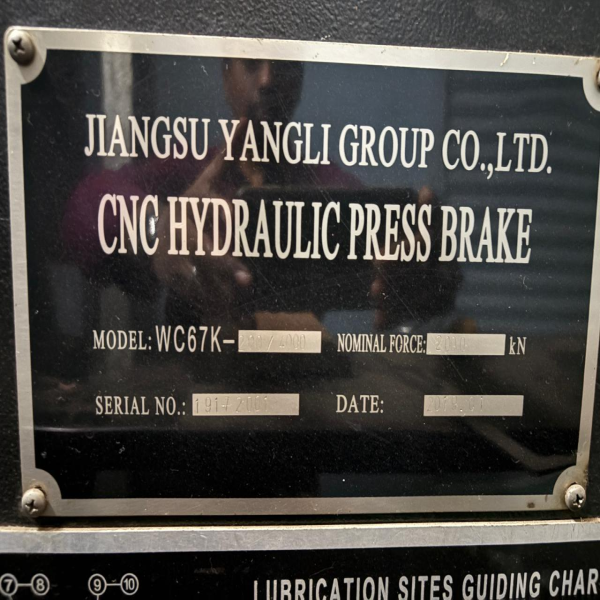 JIANGSU YANGLI GROUP CO.,LTD.
CNC HYDRAULIC PRESS BRAKE
MODEL: WC67K- NOMINAL FORCE: kN
SERIAL NO.: DATE:
7 8 9 10
LUBRICATION SITES GUIDING CHAR